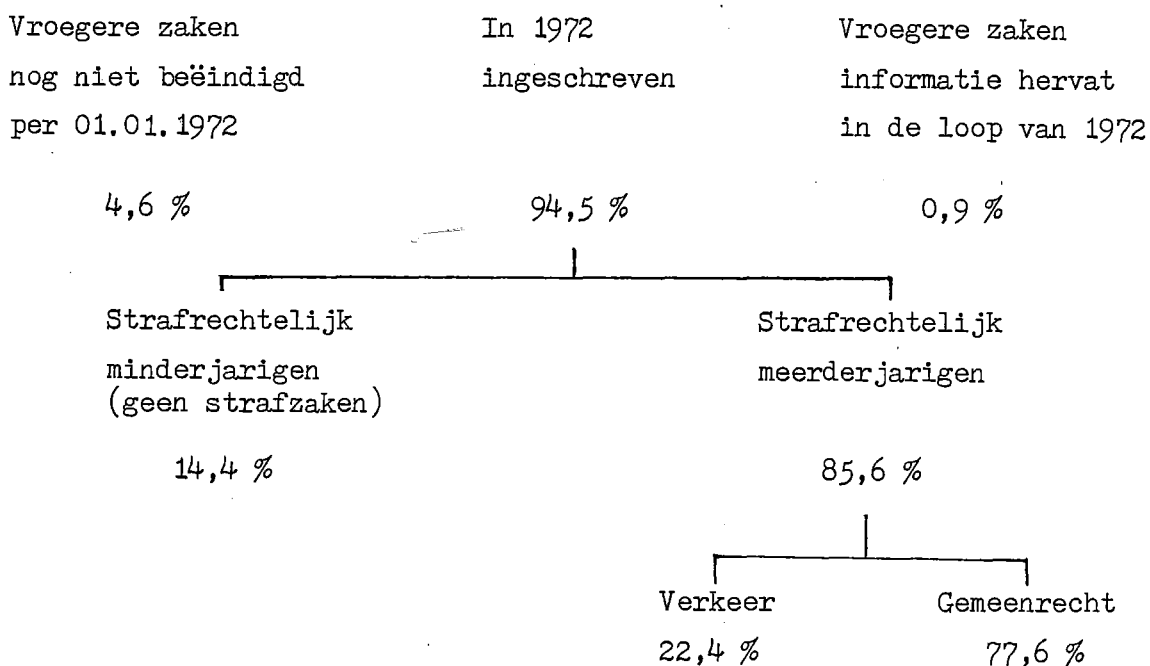 Vroegere zaken
nog niet beëindigd
per 01.01.1972
In 1972
ingeschreven
Vroegere zaken
informatie hervat
in de loop van 1972
4,6 %
94,5 %
0,9 %
Strafrechtelijk
minderjarigen
(geen strafzaken)
14,4 %
Strafrechtelijk
meerderjarigen
85,6 %
Verkeer
22,4 %
Gemeenrecht
77,6 %